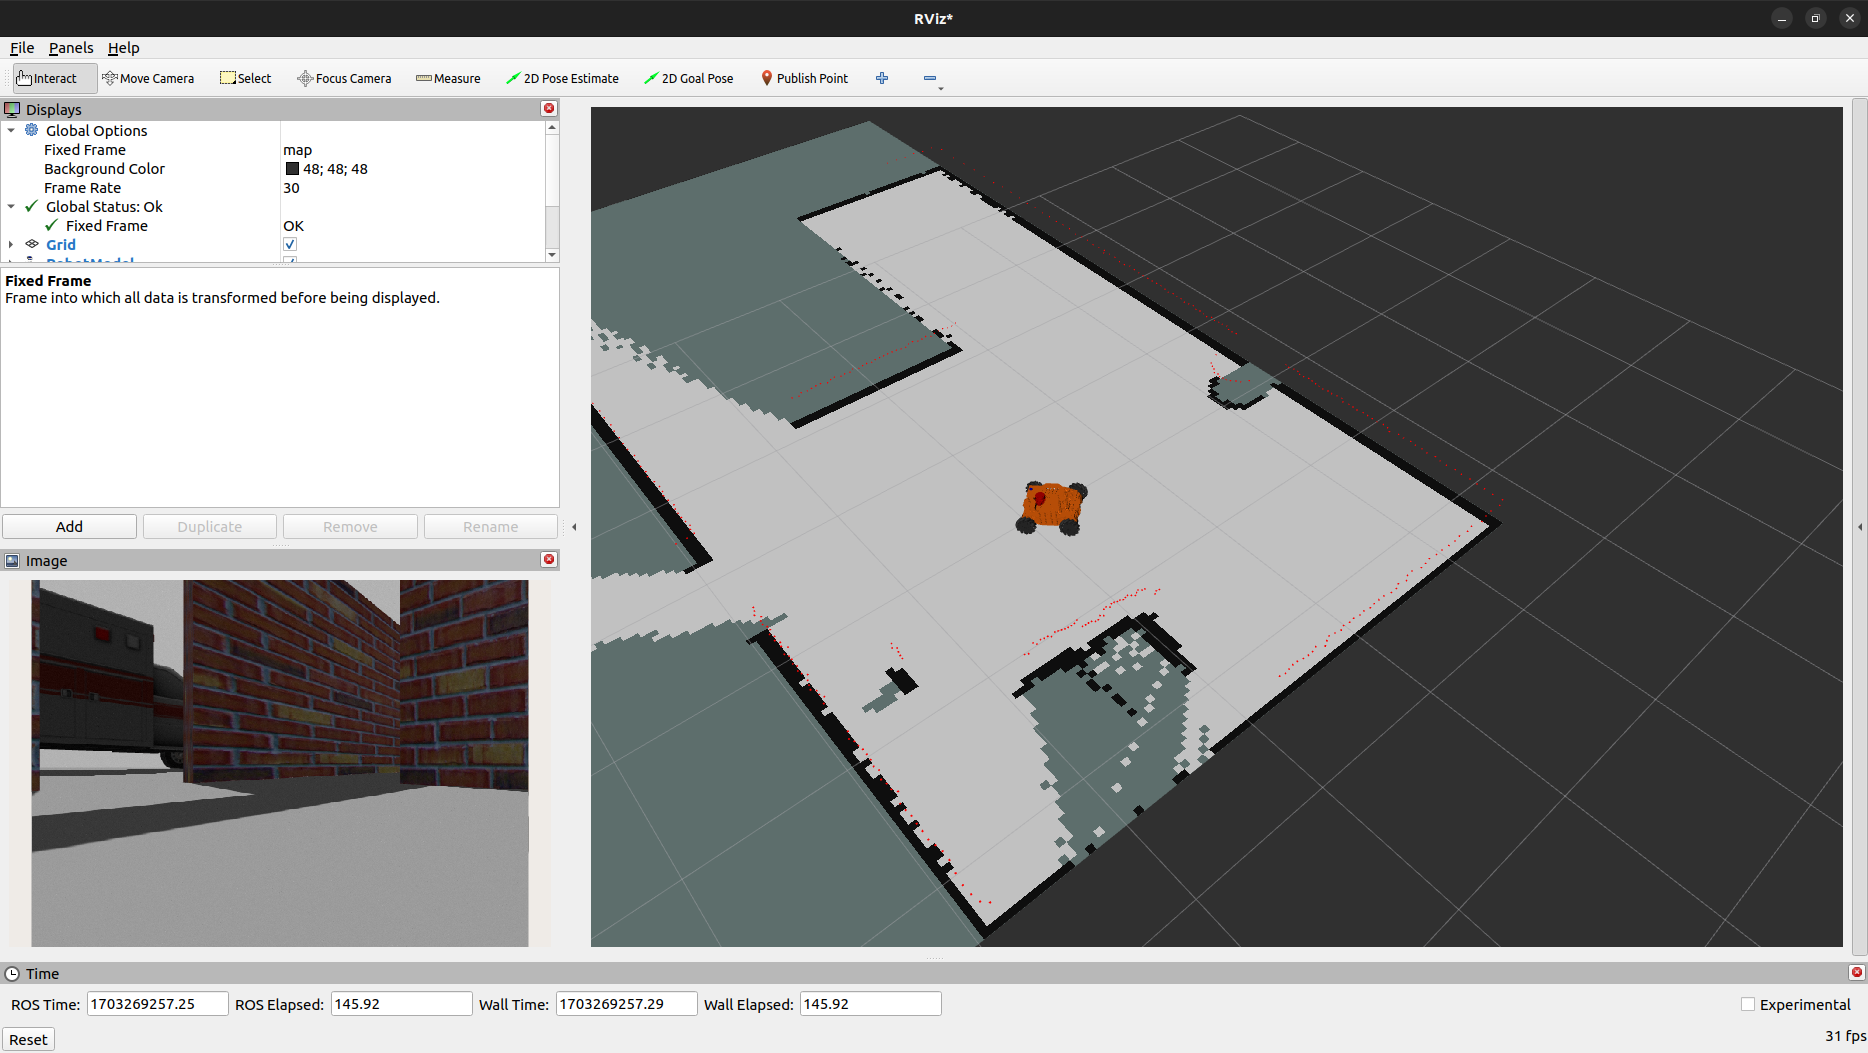 RViz*
File Panels Help
Interact Move Camera Select Focus Camera Measure 2D Pose Estimate 2D Goal Pose Publish Point
Displays
Global Options
Fixed Frame map
Background Color 48; 48; 48
Frame Rate 30
Global Status: Ok
Fixed Frame OK
Grid
RobotModel
Fixed Frame
Frame into which all data is transformed before being displayed.
Add Duplicate Remove Rename
Image
Time
ROS Time: 1703269257.25 ROS Elapsed: 145.92 Wall Time: 1703269257.29 Wall Elapsed: 145.92 Experimental
Reset 31 fps